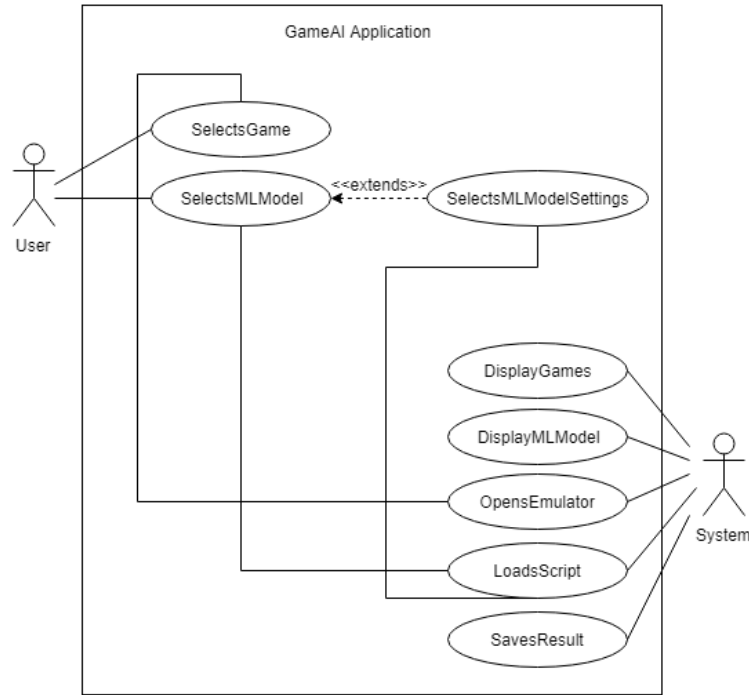 GameAI Application
SelectsGame
<<extends>>
SelectsMLModel
SelectsMLModelSettings
User
DisplayGames
DisplayMLModel
OpensEmulator
System
LoadsScript
SavesResult